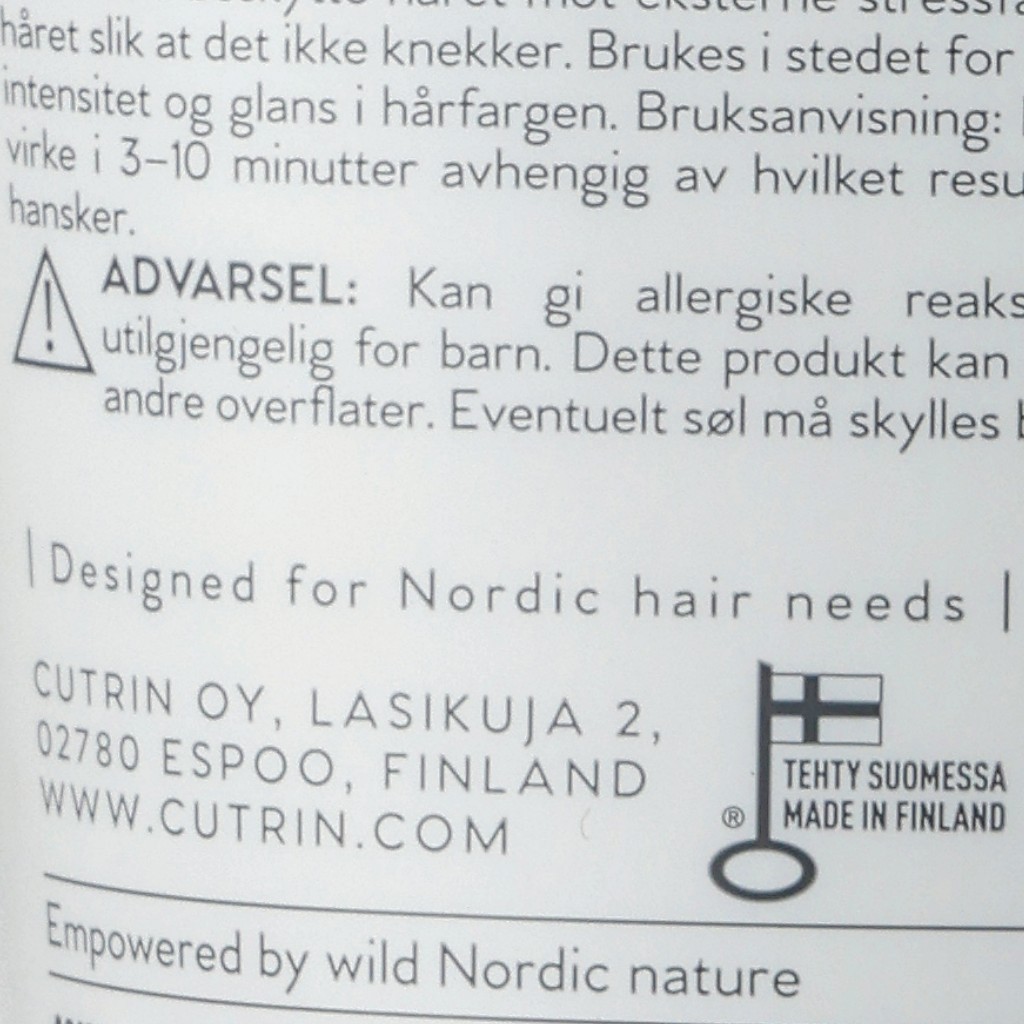 håret slik at det ikke knekker. Brukes i stedet for
intensitet og glans i hårfargen. Bruksanvisning:
virke i 3–10 minutter avhengig av hvilket
hansker.
ADVARSEL: Kan gi allergiske
utilgjengelig for barn. Dette produkt kan
andre overflater. Eventuelt søl må skylles
|Designed for Nordic hair needs|
CUTRIN OY, LASIKUJA 2,
02780 ESPOO, FINLAND
WWW.CUTRIN.COM
TEHTY SUOMESSA
® MADE IN FINLAND
Empowered by wild Nordic nature